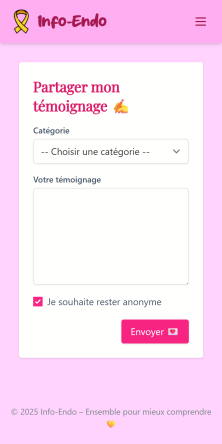 Info-Endo
Partager mon
témoignage ✍️
Catégorie
-- Choisir une catégorie --
Votre témoignage
Je souhaite rester anonyme
Envoyer 💌
© 2025 Info-Endo – Ensemble pour mieux comprendre
💛